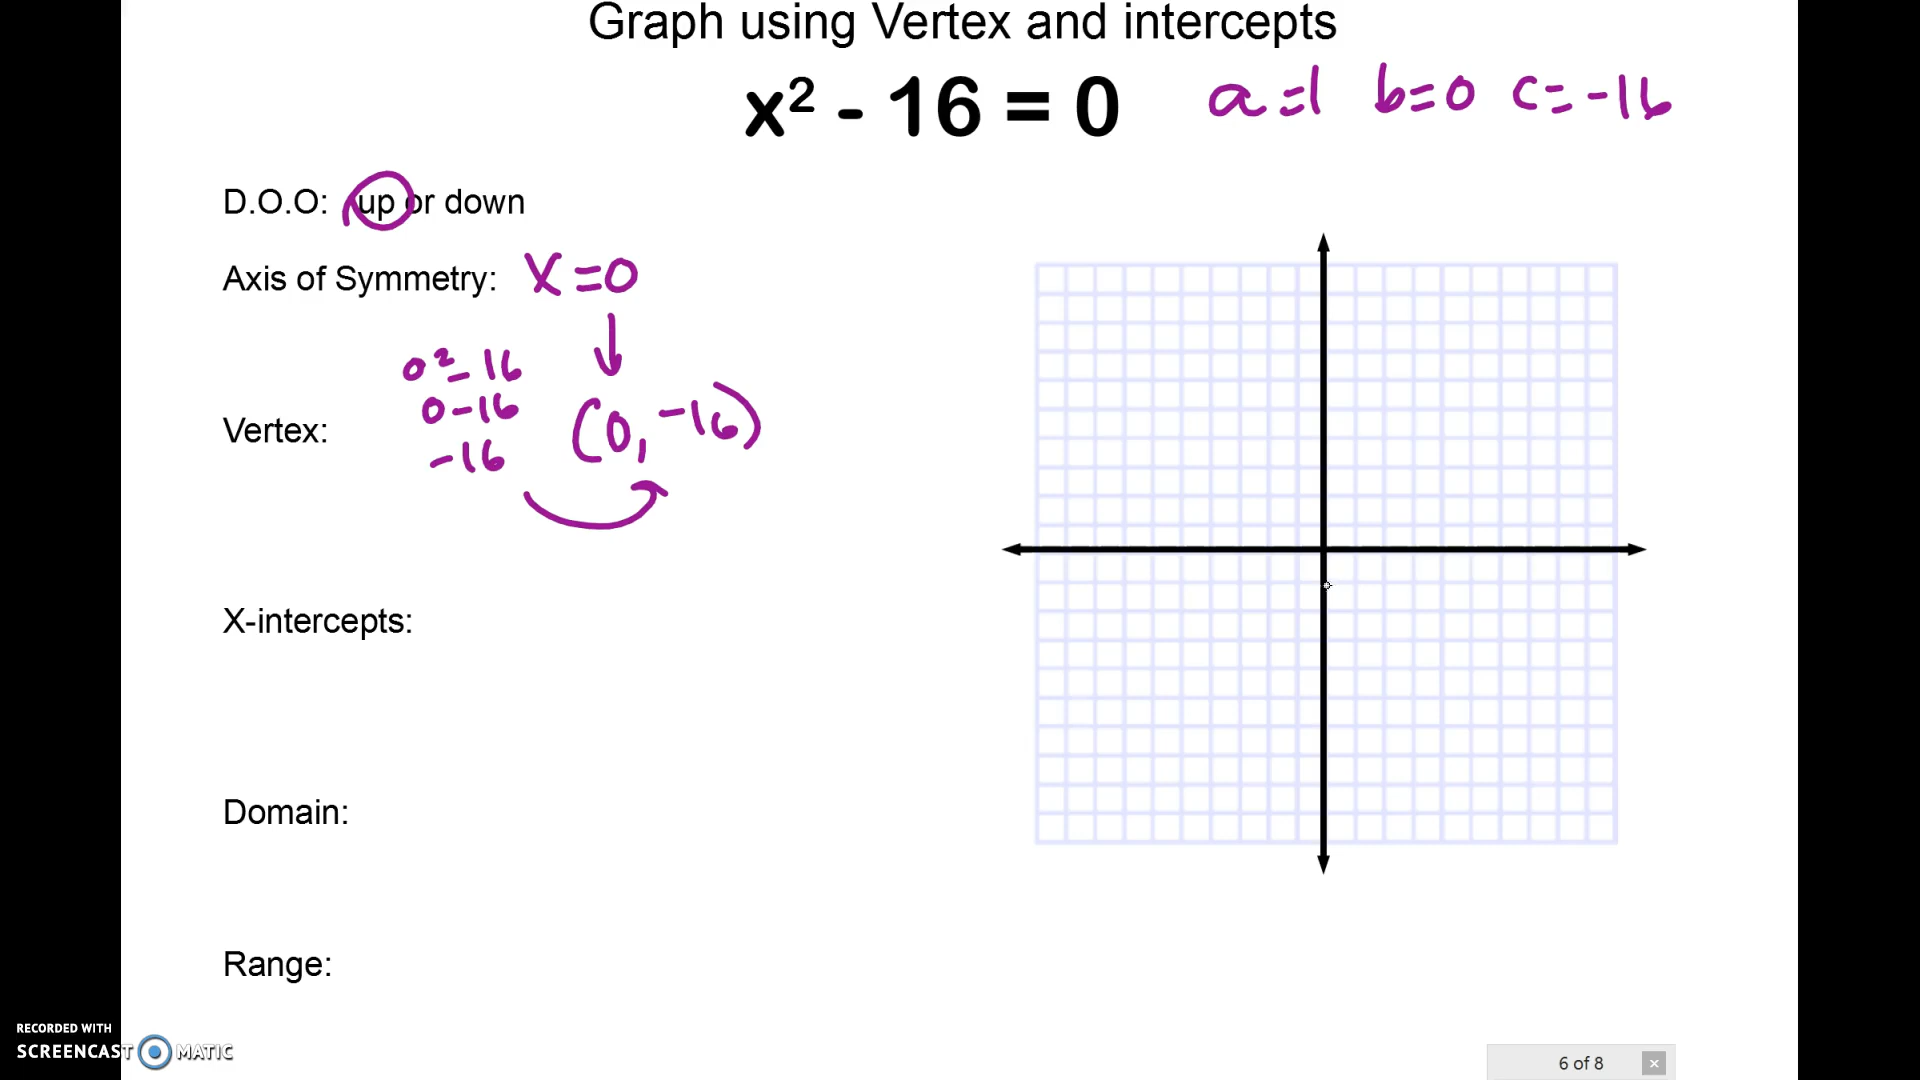 Graph using Vertex and intercepts
x² - 16 = 0 a=1 b=0 c=-16
D.O.O: up or down
Axis of Symmetry: x=0
0²-16
0-16
Vertex: (0, -16)
-16
X-intercepts:
Domain:
Range:
RECORDED WITH
SCREENCAST MATIC
6 of 8